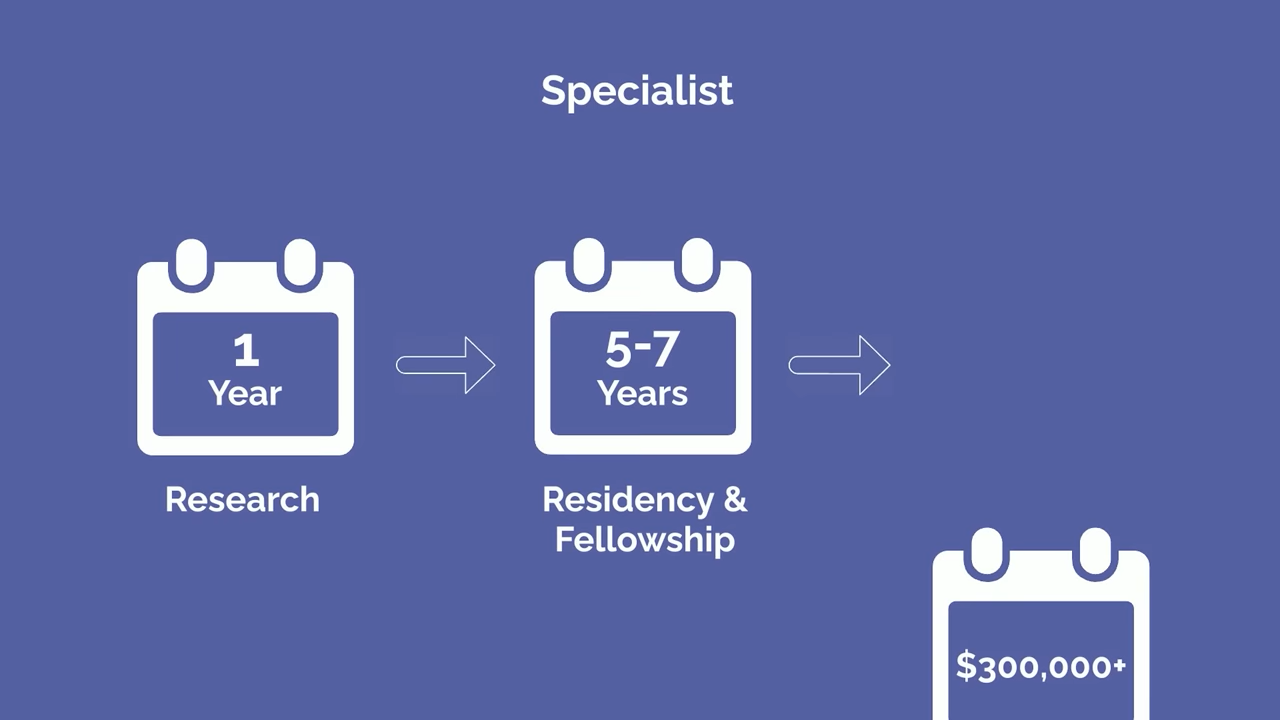 Specialist
1
Year
Research
5-7
Years
Residency &
Fellowship
$300,000+